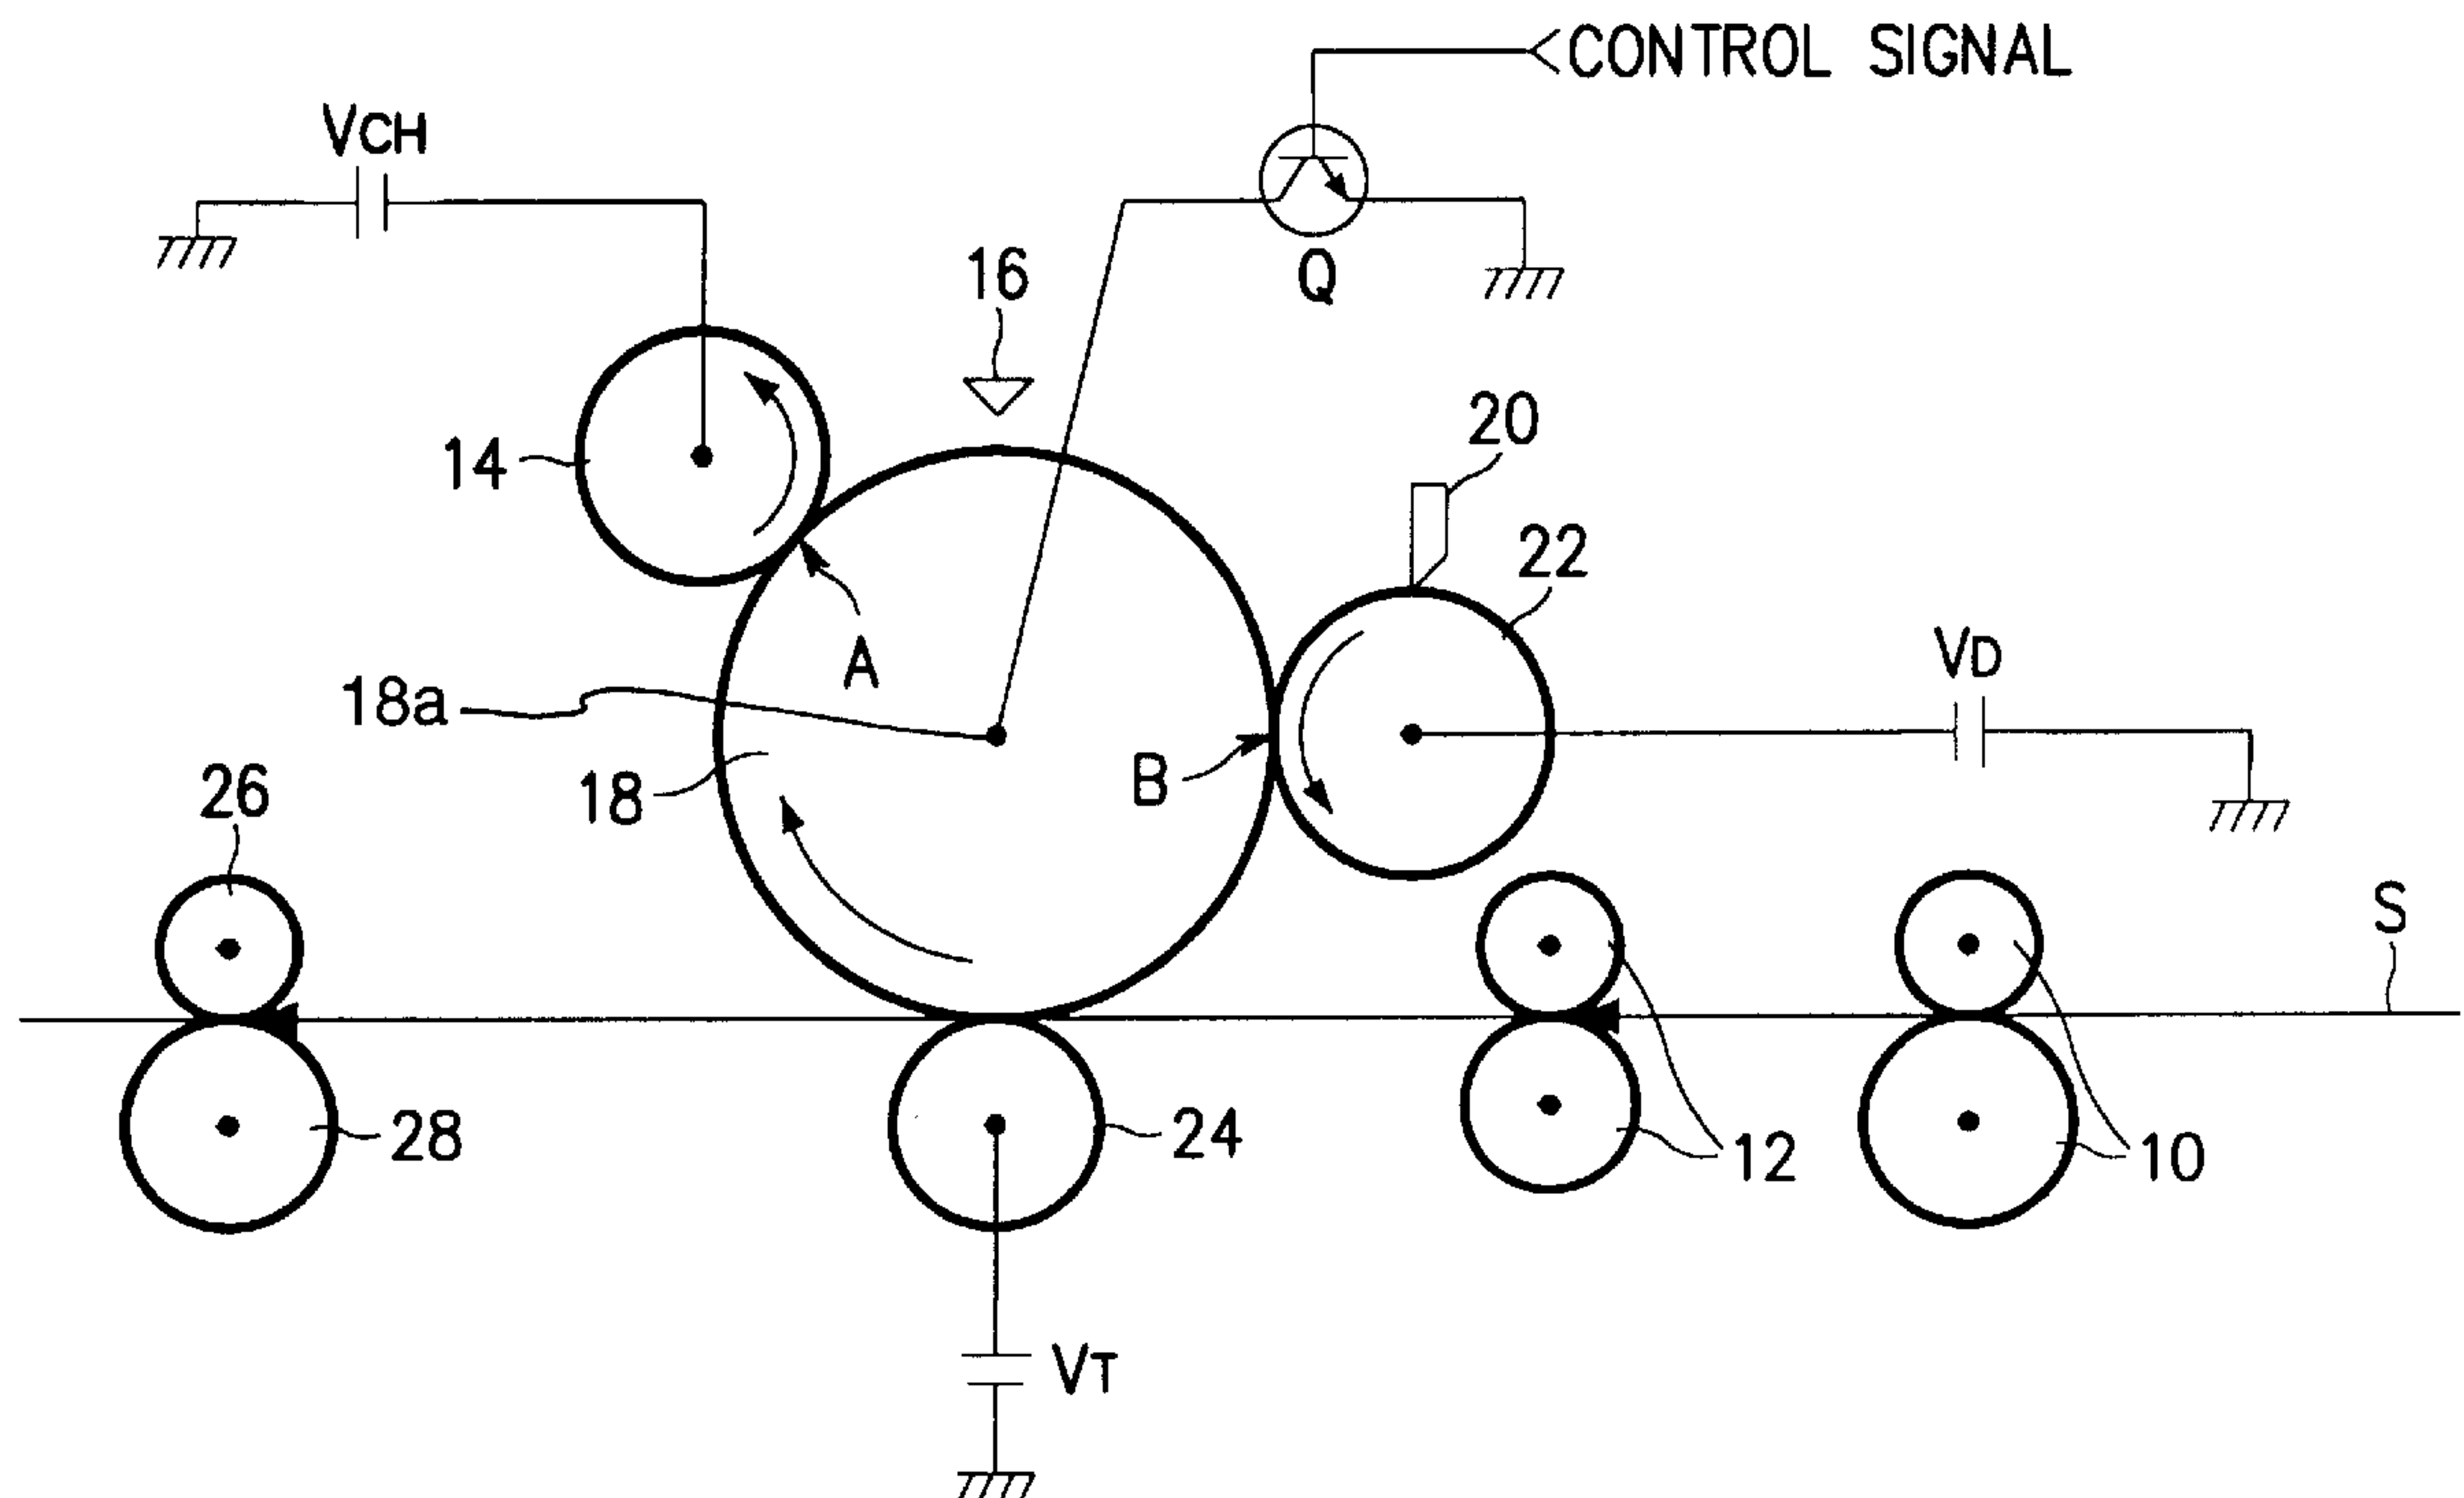 CONTROL SIGNAL
VCH
16
Q
20
14
22
A
VD
18a
B
18
26
S
28
24
12
10
VT